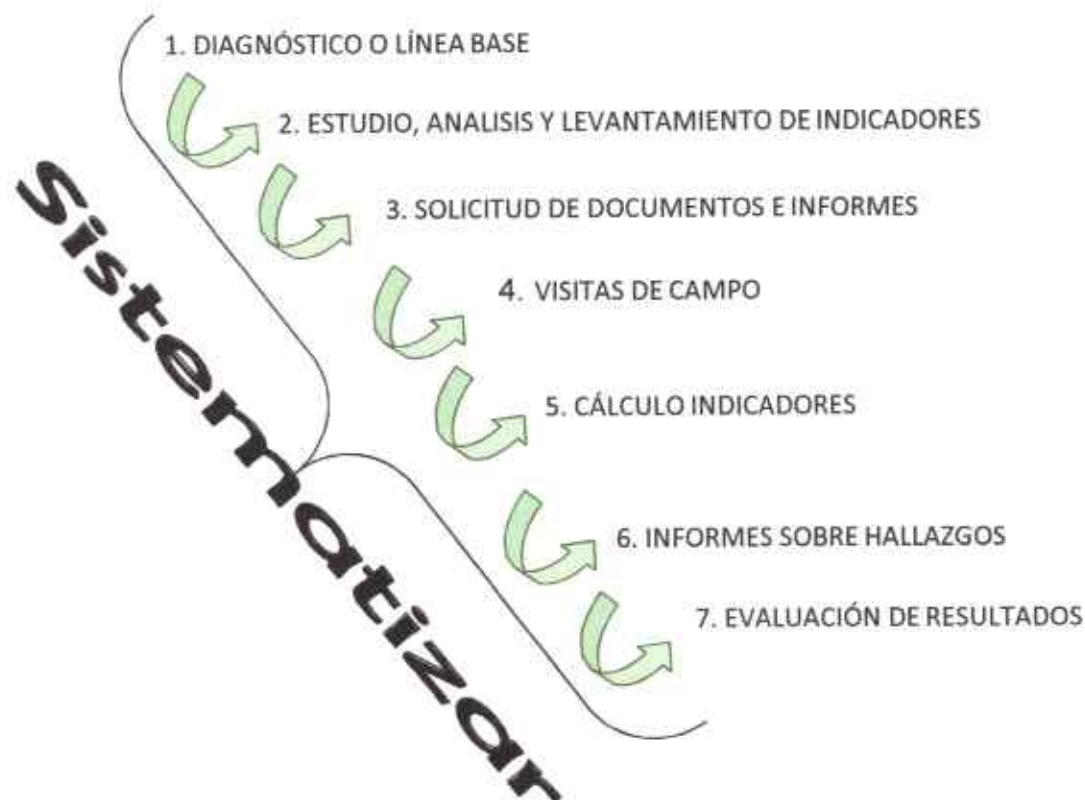 1. DIAGNÓSTICO O LÍNEA BASE
2. ESTUDIO, ANALISIS Y LEVANTAMIENTO DE INDICADORES
3. SOLICITUD DE DOCUMENTOS E INFORMES
4. VISITAS DE CAMPO
5. CÁLCULO INDICADORES
6. INFORMES SOBRE HALLAZGOS
7. EVALUACIÓN DE RESULTADOS
Sistematizar